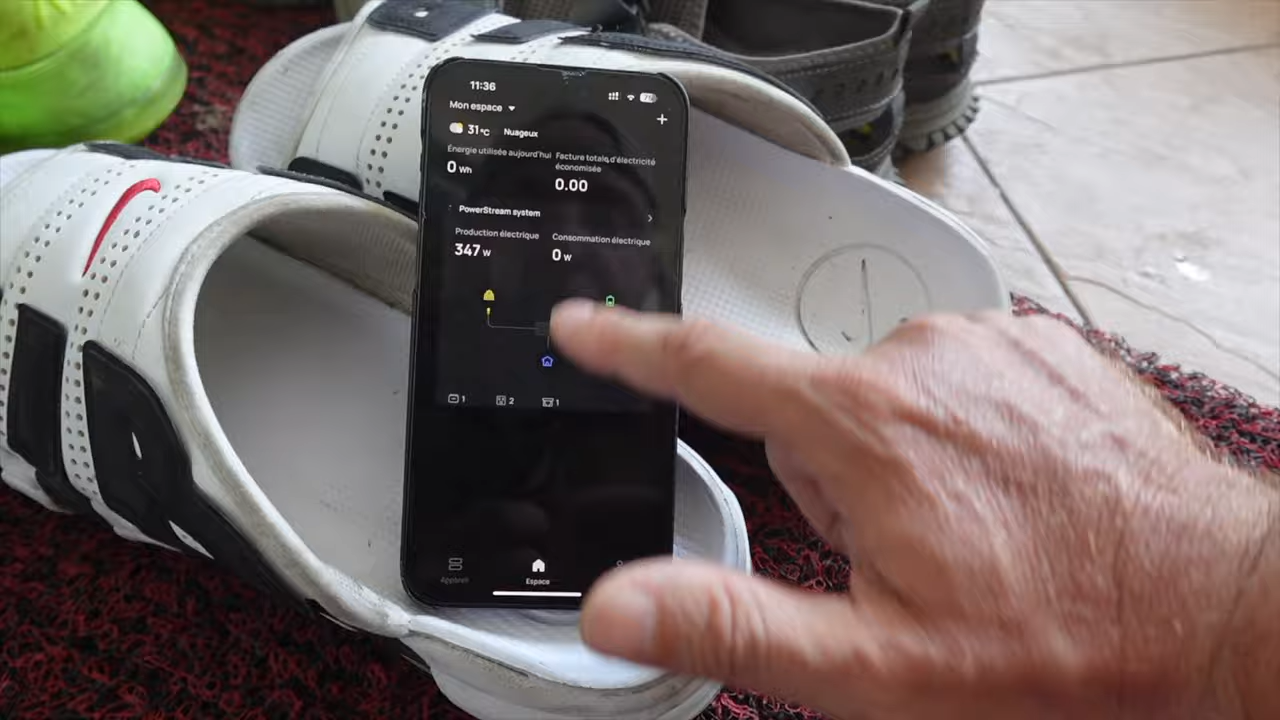 11:36
79
Mon espace
31°C Nuageux
Énergie utilisée aujourd'hui
0 Wh
Facture totale d'électricité
économisée
0.00
PowerStream system
Production électrique
347 W
Consommation électrique
0 W
1 2 1
Appareil Espace